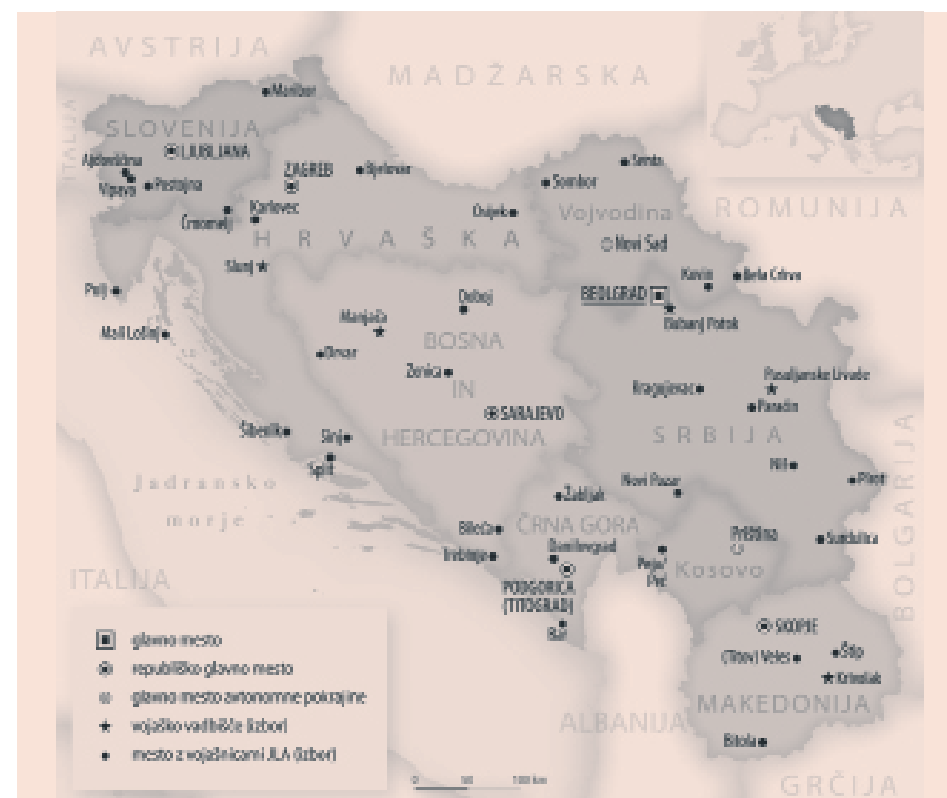 AVSTRIJA
MADŽARSKA
ITALIJA
Maribor
SLOVENIJA
LJUBLJANA
Ajdovščina
Vipava
Postojna
Črnomelj
ZAGREB
Bjelovar
Karlovec
HRVAŠKA
Osijek
Slunj
Pulj
Mali Lošinj
Senta
Sombor
Vojvodina
ROMUNIJA
Novi Sad
Kovin
Bela Crkva
BEOGRAD
Bubanj Potok
Doboj
Manjača
BOSNA
Drvar
Zenica
IN
SARAJEVO
HERCEGOVINA
Pasuljanske Livade
Kragujevac
Paraćin
SRBIJA
Niš
Pirot
BOLGARIJA
Šibenik
Sinj
Split
Jadransko
morje
Novi Pazar
Žabljak
ČRNA GORA
Bileća
Danilovgrad
Trebinje
PODGORICA
(TITOGRAD)
Bar
Priština
Surdulica
Peja/
Peć
Kosovo
ITALIJA
SKOPJE
(Titov) Veles
Štip
Krivolak
MAKEDONIJA
ALBANIJA
Bitola
GRČIJA
glavno mesto
republiško glavno mesto
glavno mesto avtonomne pokrajine
vojaško vadbišče (izbor)
mesto z vojašnicami JLA (izbor)
0 50 100 km